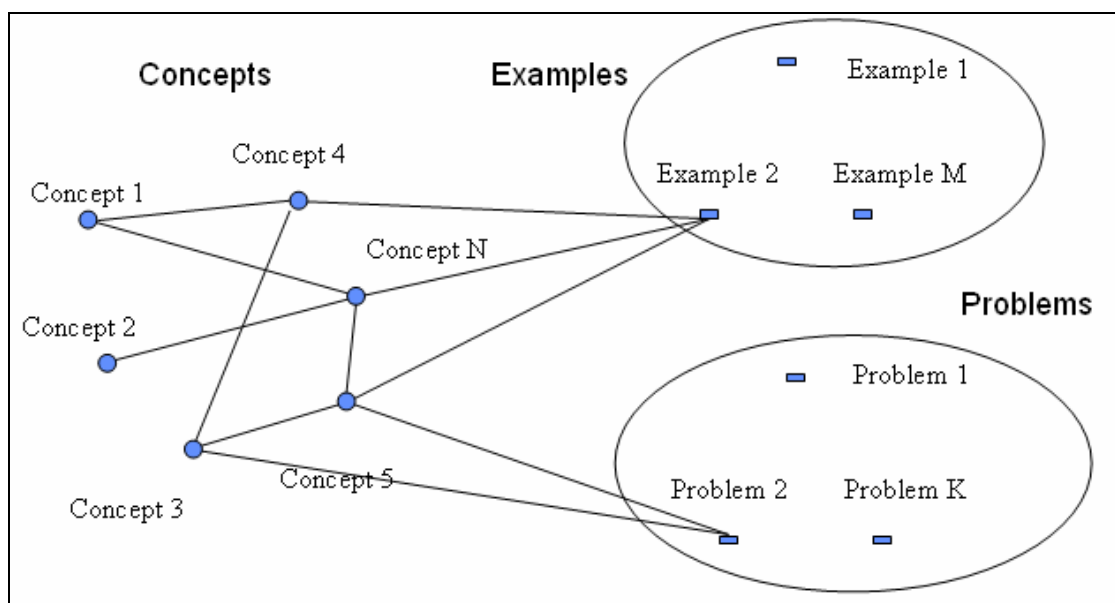 Concepts
Examples
Example 1
Concept 4
Example 2
Example M
Concept 1
Concept N
Problems
Concept 2
Problem 1
Concept 5
Problem 2
Problem K
Concept 3